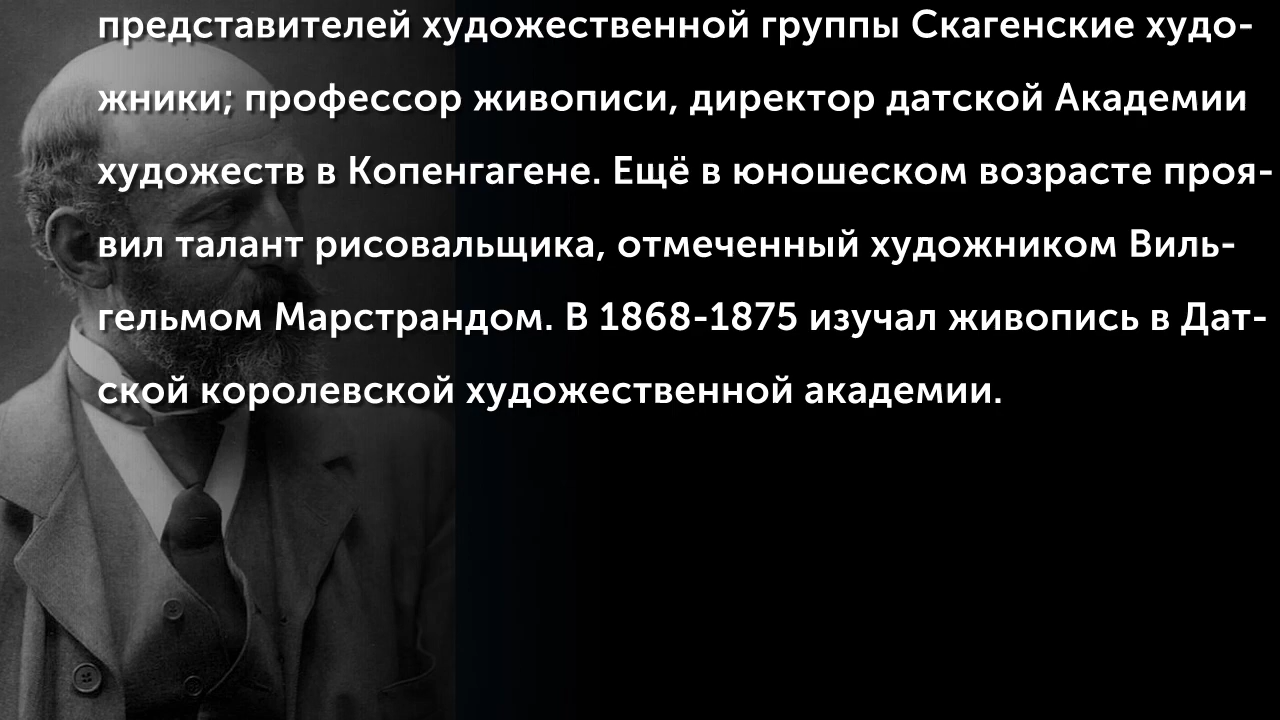 представителей художественной группы Скагенские худо-
жники; профессор живописи, директор датской Академии
художеств в Копенгагене. Ещё в юношеском возрасте проя-
вил талант рисовальщика, отмеченный художником Виль-
гельмом Марстрандом. В 1868-1875 изучал живопись в Дат-
ской королевской художественной академии.